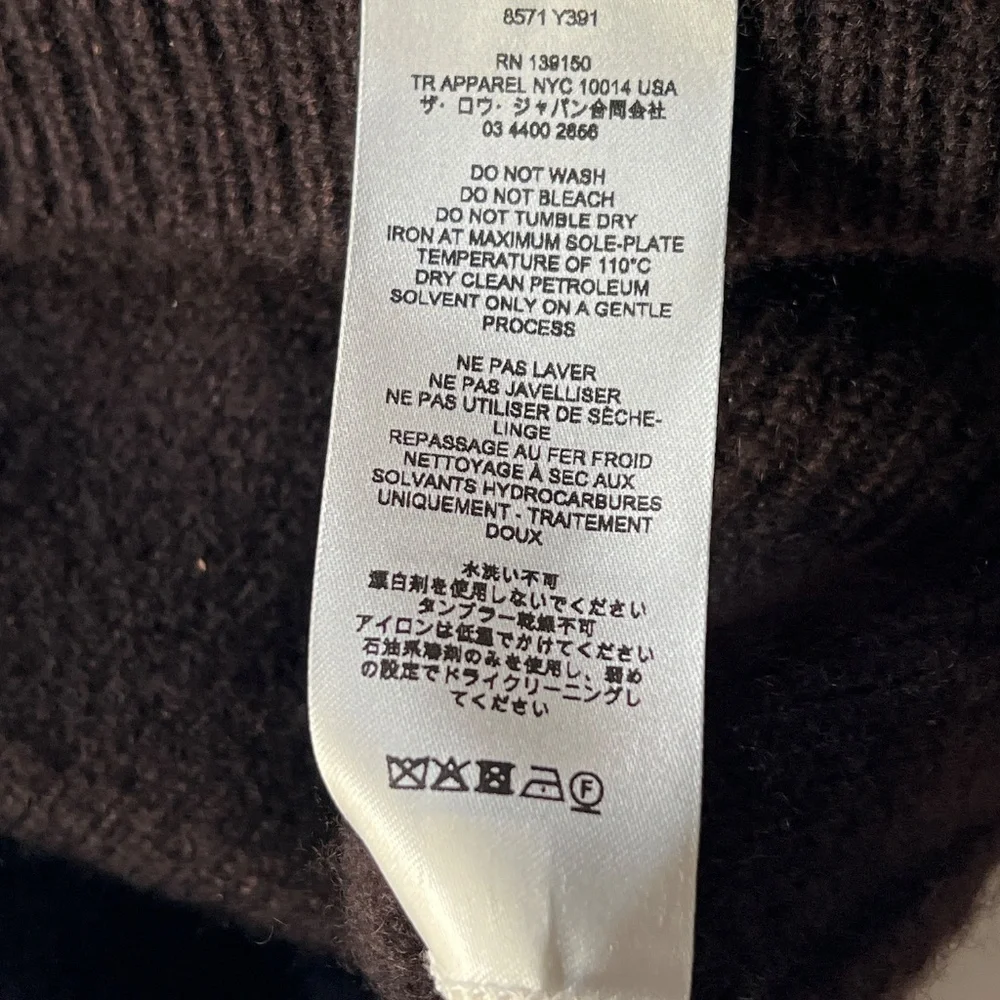 8571 Y391
RN 139150
TR APPAREL NYC 10014 USA
ザ・ロウ・ジャパン合同会社
03 4400 2656
DO NOT WASH
DO NOT BLEACH
DO NOT TUMBLE DRY
IRON AT MAXIMUM SOLE-PLATE
TEMPERATURE OF 110°C
DRY CLEAN PETROLEUM
SOLVENT ONLY ON A GENTLE
PROCESS
NE PAS LAVER
NE PAS JAVELLISER
NE PAS UTILISER DE SÈCHE-
LINGE
REPASSAGE AU FER FROID
NETTOYAGE À SEC AUX
SOLVANTS HYDROCARBURES
UNIQUEMENT - TRAITEMENT
DOUX
水洗い不可
漂白剤を使用しないでください
タンブラー乾燥不可
アイロンは低温でかけてください
石油系溶剤のみを使用し、弱め
の設定でドライクリーニングし
てください
F